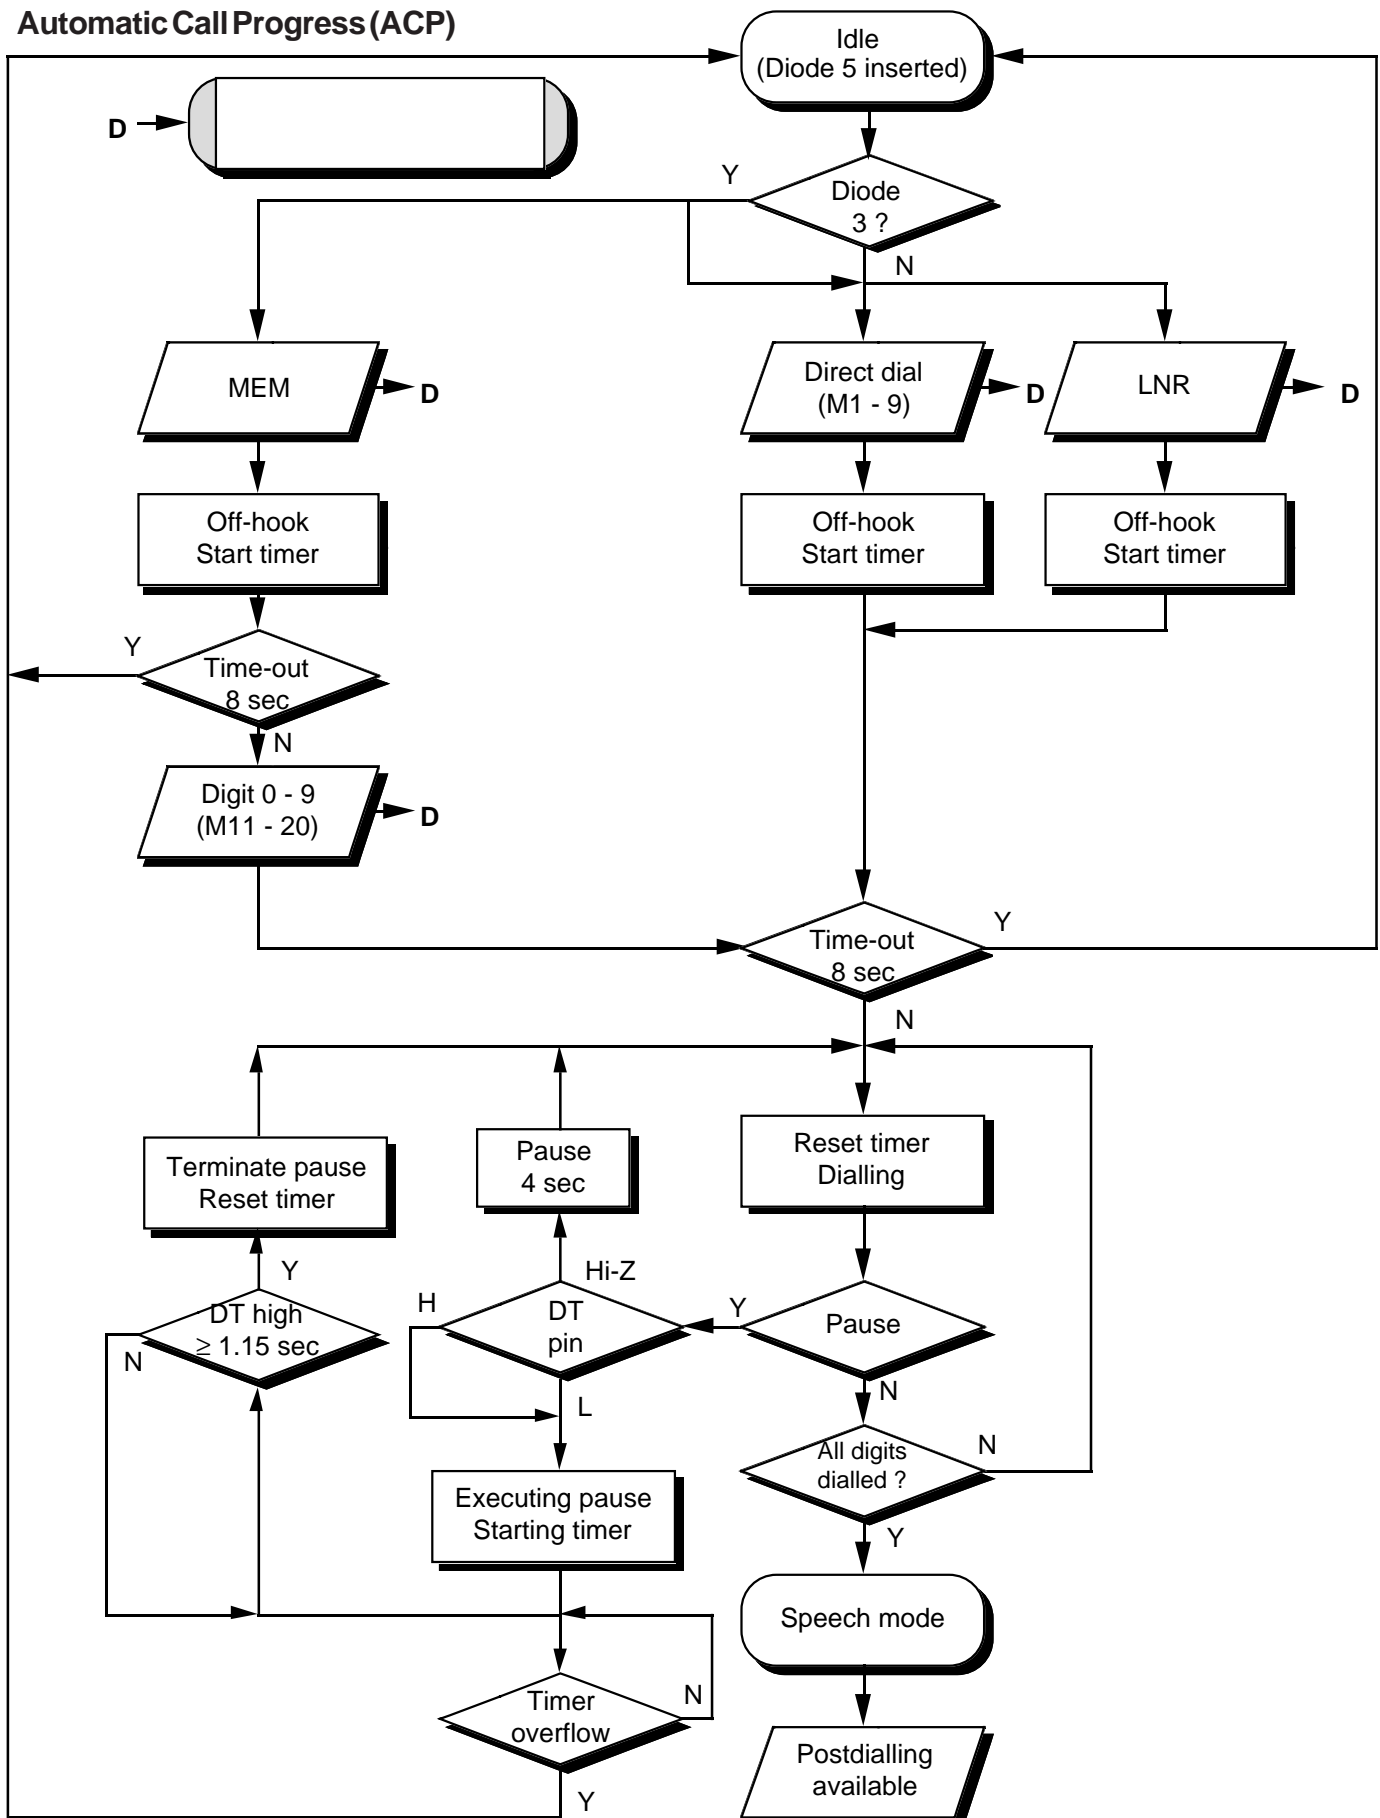 Automatic Call Progress (ACP)
Idle
(Diode 5 inserted)
D
Y
Diode
3 ?
N
MEM
D
Direct dial
(M1 - 9)
D
LNR
D
Off-hook
Start timer
Off-hook
Start timer
Off-hook
Start timer
Y
Time-out
8 sec
N
Digit 0 - 9
(M11 - 20)
D
Time-out
8 sec
Y
N
Terminate pause
Reset timer
Pause
4 sec
Reset timer
Dialling
Y
Hi-Z
DT high
≥ 1.15 sec
N
H
DT
pin
Y
Pause
L
N
All digits
dialled ?
N
Executing pause
Starting timer
Y
Speech mode
Timer
overflow
N
Y
Postdialling
available